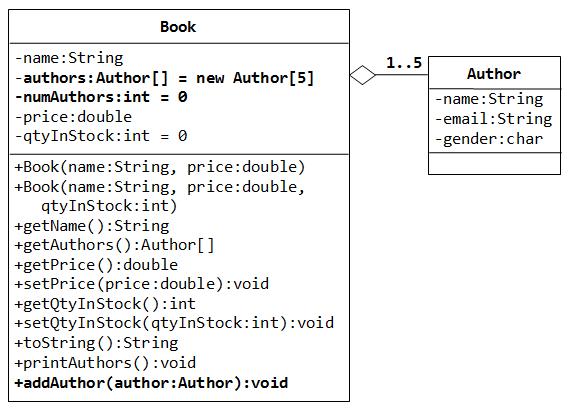 Book
-name:String
-authors:Author[] = new Author[5]
-numAuthors:int = 0
-price:double
-qtyInStock:int = 0
+Book(name:String, price:double)
+Book(name:String, price:double,
qtyInStock:int)
+getName():String
+getAuthors():Author[]
+getPrice():double
+setPrice(price:double):void
+getQtyInStock():int
+setQtyInStock(qtyInStock:int):void
+toString():String
+printAuthors():void
+addAuthor(author:Author):void
1..5
Author
-name:String
-email:String
-gender:char